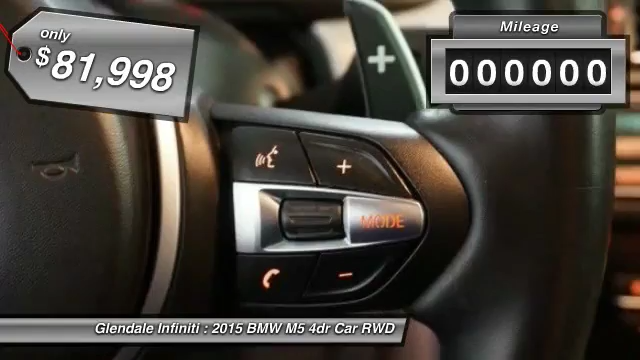 only
$81,998
Mileage
000000
+
+
MODE
-
Glendale Infiniti : 2015 BMW M5 4dr Car RWD